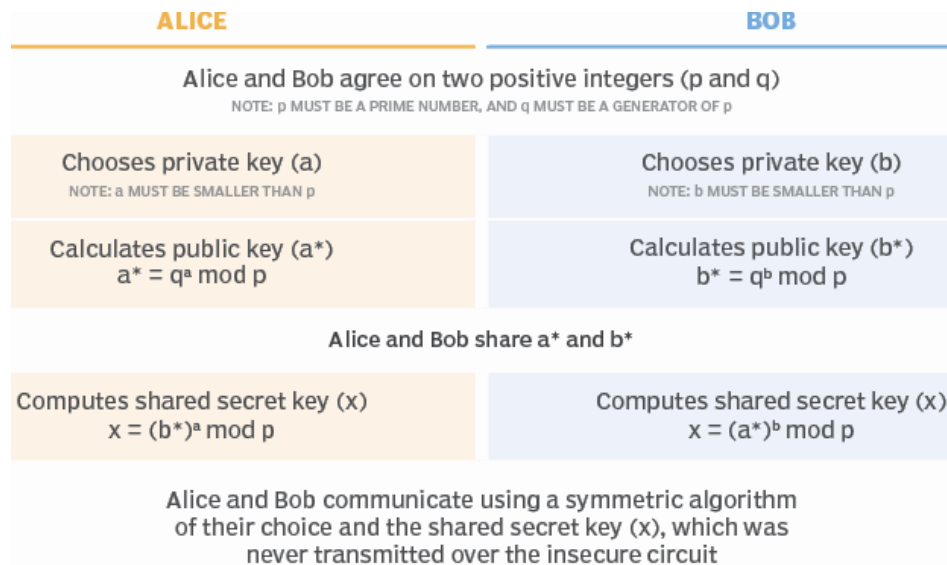 ALICE
BOB
Alice and Bob agree on two positive integers (p and q)
NOTE: p MUST BE A PRIME NUMBER, AND q MUST BE A GENERATOR OF p
Chooses private key (a)
NOTE: a MUST BE SMALLER THAN p
Chooses private key (b)
NOTE: b MUST BE SMALLER THAN p
Calculates public key (a*)
a* = qᵃ mod p
Calculates public key (b*)
b* = qᵇ mod p
Alice and Bob share a* and b*
Computes shared secret key (x)
x = (b*)ᵃ mod p
Computes shared secret key (x)
x = (a*)ᵇ mod p
Alice and Bob communicate using a symmetric algorithm
of their choice and the shared secret key (x), which was
never transmitted over the insecure circuit